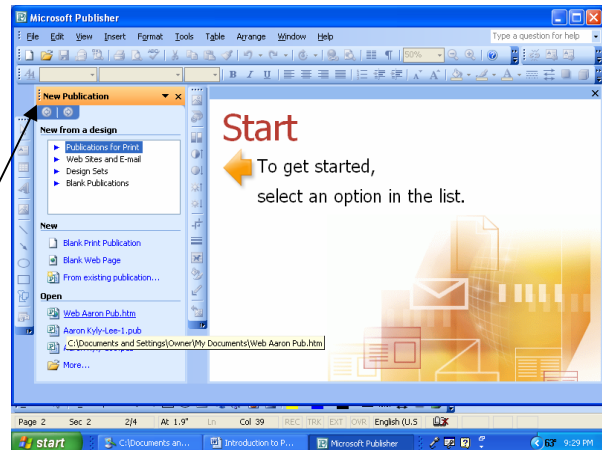 Microsoft Publisher
File Edit View Insert Format Tools Table Arrange Window Help Type a question for help
50%
B I U
New Publication
New from a design
Publications for Print
Web Sites and E-mail
Design Sets
Blank Publications
New
Blank Print Publication
Blank Web Page
From existing publication...
Open
Web Aaron Pub.htm
Aaron Kyly-Lee-1.pub
C:\Documents and Settings\Owner\My Documents\Web Aaron Pub.htm
More...
Start
To get started,
select an option in the list.
Page 2 Sec 2 2/4 At 1.9" Ln Col 39 REC TRK EXT OVR English (U.S
start C:\Documents an... Introduction to P... Microsoft Publisher 63° 9:29 PM